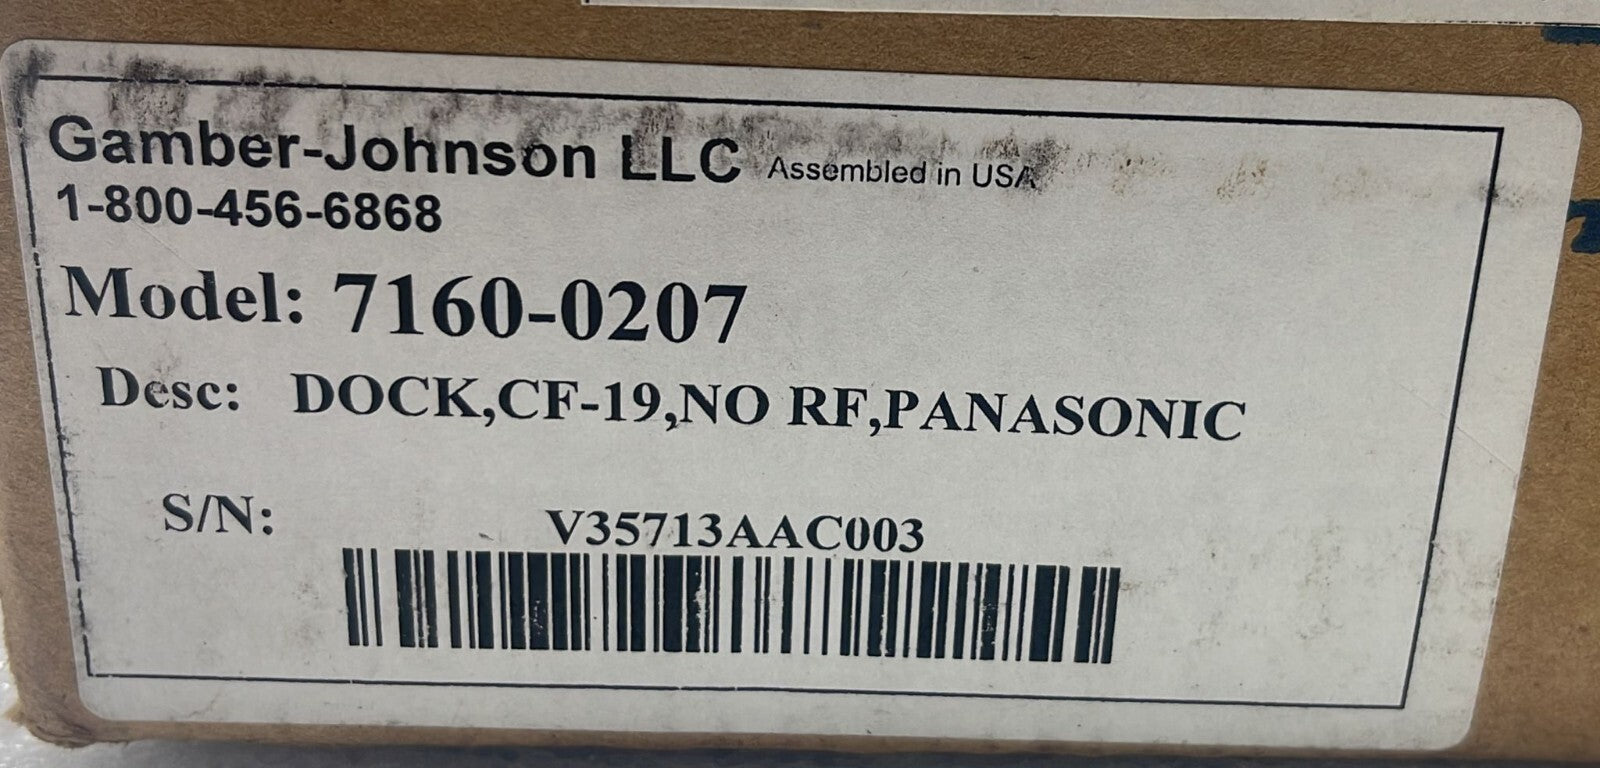 Gamber-Johnson LLC Assembled in USA
1-800-456-6868
Model: 7160-0207
Desc: DOCK,CF-19,NO RF,PANASONIC
S/N: V35713AAC003